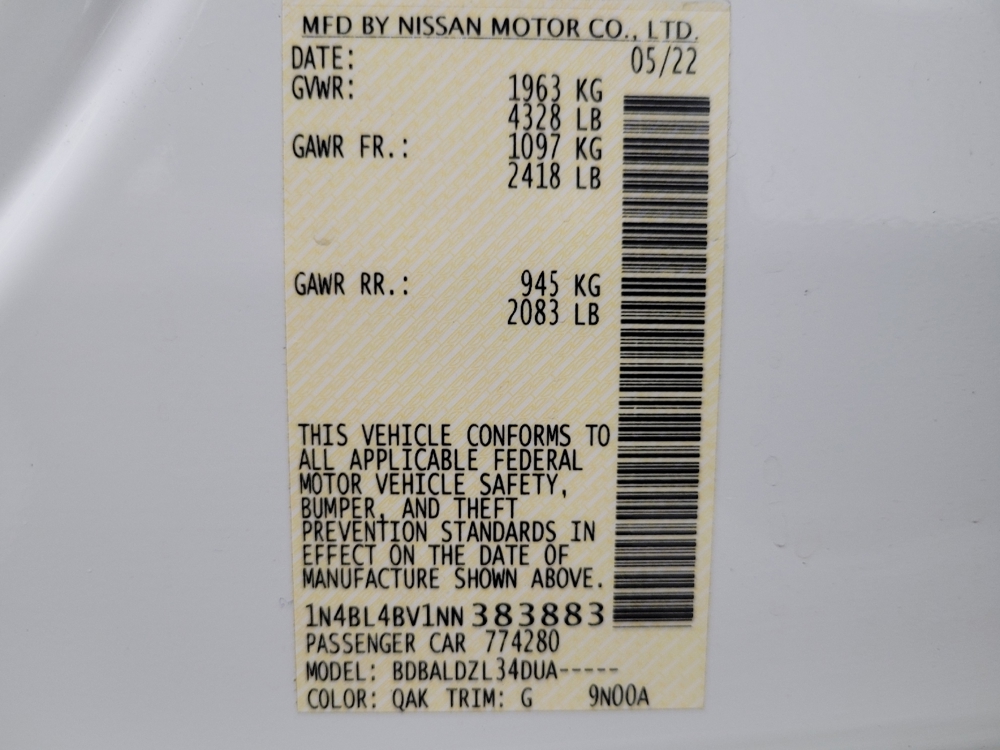 MFD BY NISSAN MOTOR CO., LTD.
DATE: 05/22
GVWR: 1963 KG
4328 LB
GAWR FR.: 1097 KG
2418 LB
GAWR RR.: 945 KG
2083 LB
THIS VEHICLE CONFORMS TO
ALL APPLICABLE FEDERAL
MOTOR VEHICLE SAFETY,
BUMPER, AND THEFT
PREVENTION STANDARDS IN
EFFECT ON THE DATE OF
MANUFACTURE SHOWN ABOVE.
1N4BL4BV1NN383883
PASSENGER CAR 774280
MODEL: BDBALDZL34DUA-----
COLOR: QAK TRIM: G 9N00A